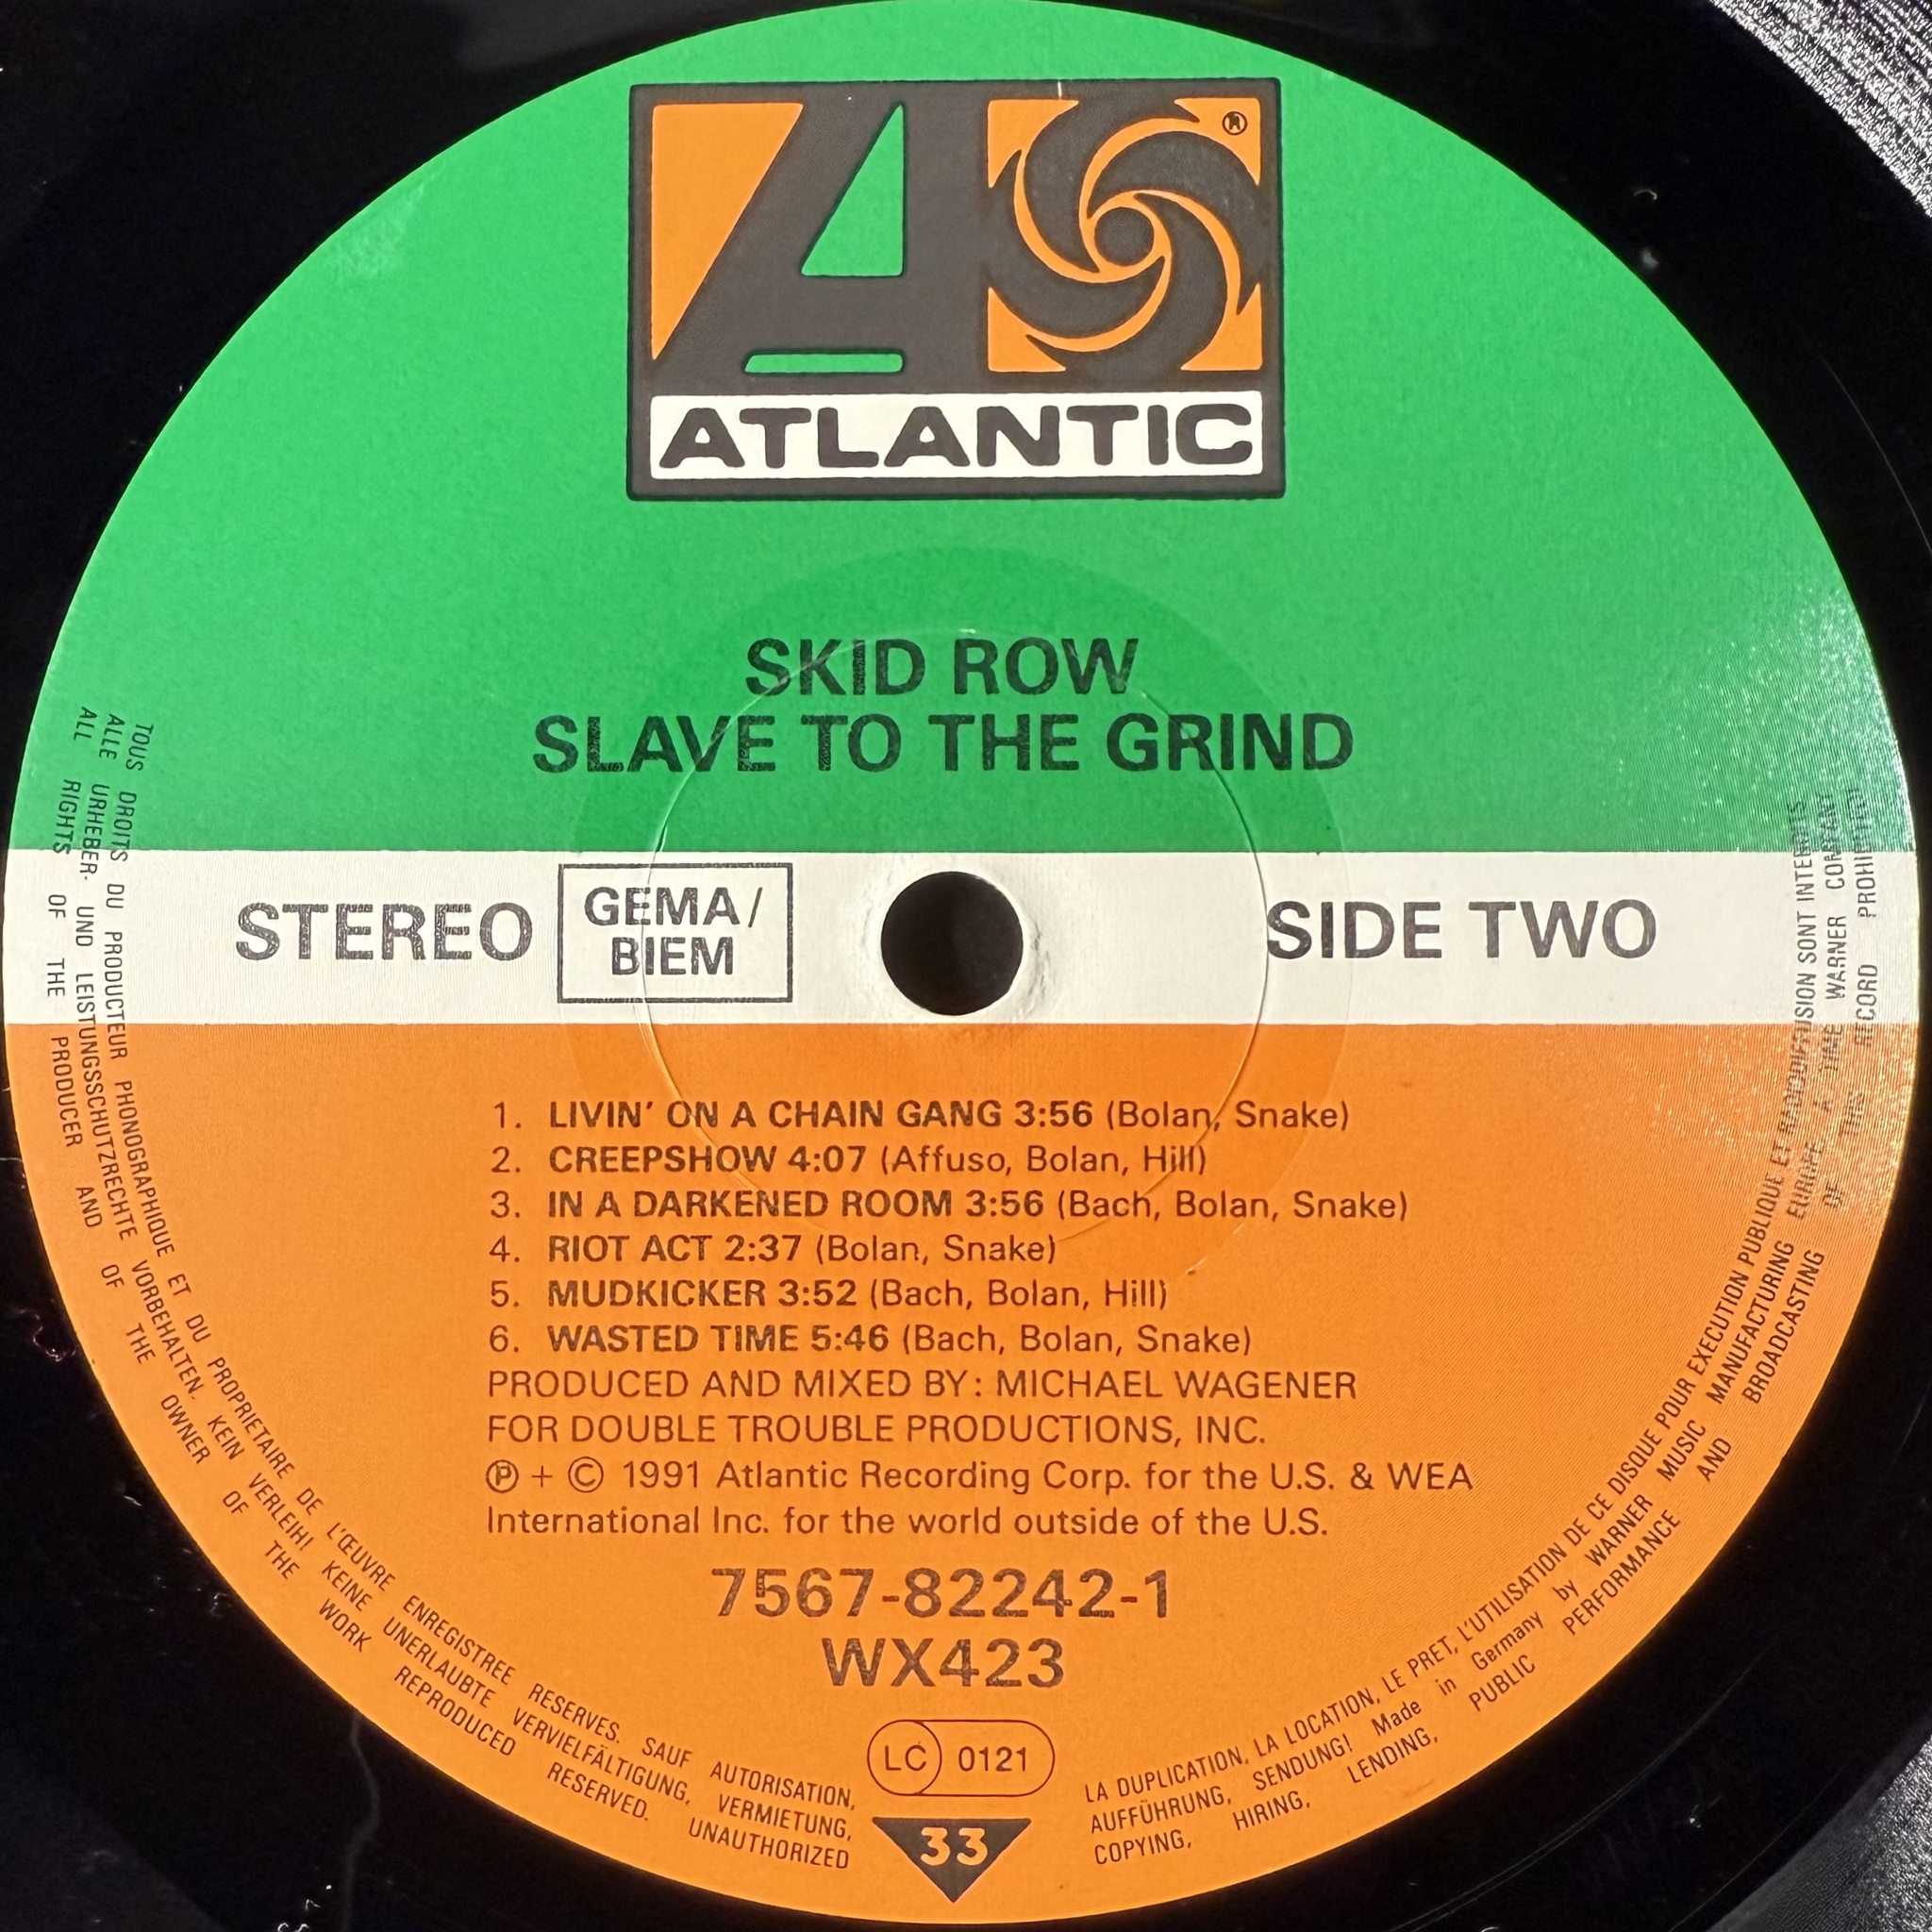 ATLANTIC
®
SKID ROW
SLAVE TO THE GRIND
STEREO
GEMA/
BIEM
SIDE TWO
1. LIVIN' ON A CHAIN GANG 3:56 (Bolan, Snake)
2. CREEPSHOW 4:07 (Affuso, Bolan, Hill)
3. IN A DARKENED ROOM 3:56 (Bach, Bolan, Snake)
4. RIOT ACT 2:37 (Bolan, Snake)
5. MUDKICKER 3:52 (Bach, Bolan, Hill)
6. WASTED TIME 5:46 (Bach, Bolan, Snake)
PRODUCED AND MIXED BY: MICHAEL WAGENER
FOR DOUBLE TROUBLE PRODUCTIONS, INC.
℗ + © 1991 Atlantic Recording Corp. for the U.S. & WEA
International Inc. for the world outside of the U.S.
7567-82242-1
WX423
LC 0121
33
TOUS DROITS DU PRODUCTEUR PHONOGRAPHIQUE ET DU PROPRIETAIRE DE L'ŒUVRE ENREGISTREE RESERVES. SAUF AUTORISATION, LA DUPLICATION, LA LOCATION, LE PRET, L'UTILISATION DE CE DISQUE POUR EXECUTION PUBLIQUE ET RADIODIFFUSION SONT INTERDITS
ALLE URHEBER- UND LEISTUNGSSCHUTZRECHTE VORBEHALTEN. KEIN VERLEIH! KEINE UNERLAUBTE VERVIELFÄLTIGUNG, VERMIETUNG, AUFFÜHRUNG, SENDUNG! Made in Germany by WARNER MUSIC MANUFACTURING EUROPE A TIME WARNER COMPANY
ALL RIGHTS OF THE PRODUCER AND OF THE OWNER OF THE WORK REPRODUCED RESERVED. UNAUTHORIZED COPYING, HIRING, LENDING, PUBLIC PERFORMANCE AND BROADCASTING OF THIS RECORD PROHIBITED!